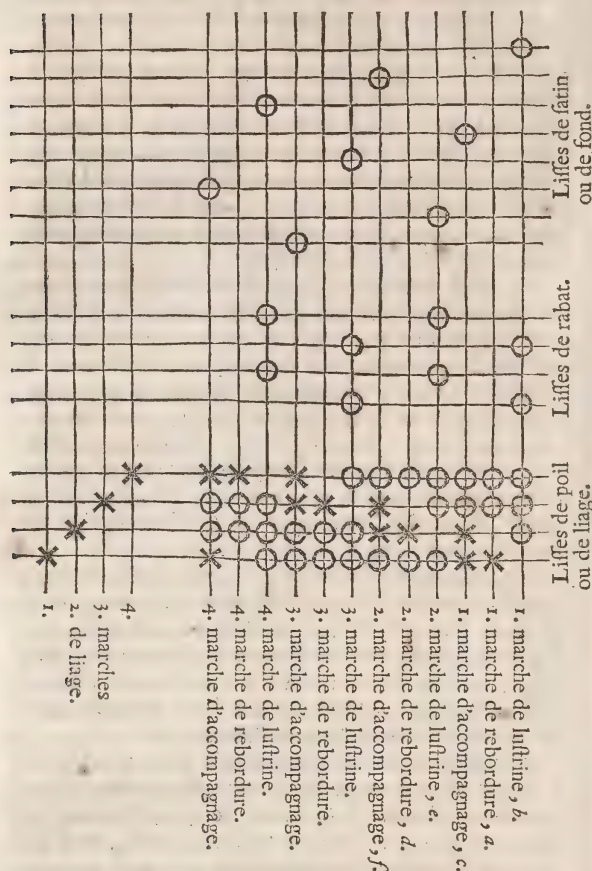 Liſſes de ſatin
ou de fond.
Liſſes de rabat.
Liſſes de poil
ou de liage.
1. marche de luſtrine, b.
1. marche de rebordure, a.
1. marche d'accompagnage, c.
2. marche de luſtrine, e.
2. marche de rebordure, d.
2. marche d'accompagnage, f.
3. marche de luſtrine.
3. marche de rebordure.
3. marche d'accompagnage.
4. marche de luſtrine.
4. marche de rebordure.
4. marche d'accompagnage.
4.
3. marches
2. de liage.
1.